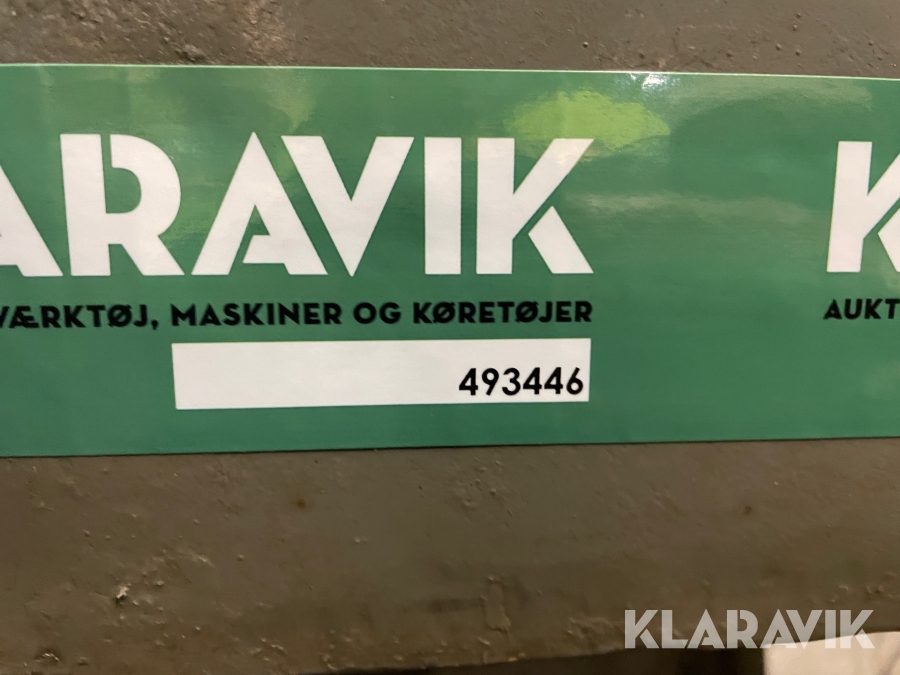 ARAVIK
VÆRKTØJ, MASKINER OG KØRETØJER
493446
K
AUKT
KLARAVIK